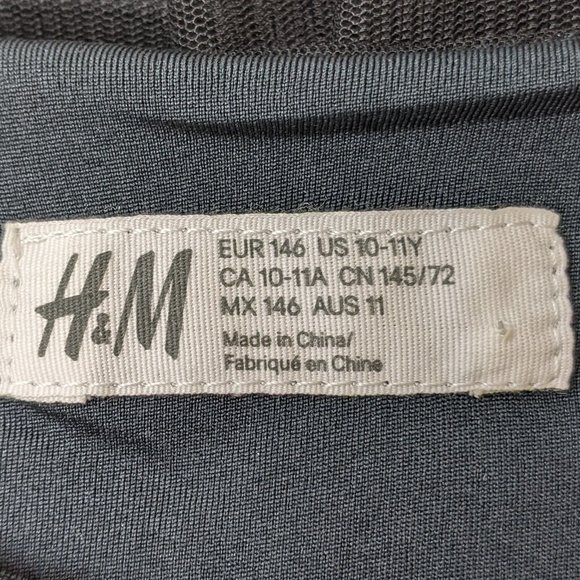 H&M
EUR 146 US 10-11Y
CA 10-11A CN 145/72
MX 146 AUS 11
Made in China/
Fabriqué en Chine